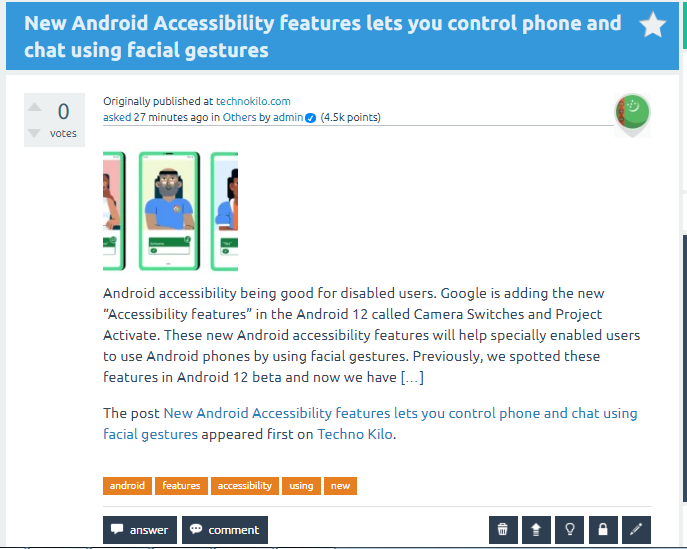 New Android Accessibility features lets you control phone and
chat using facial gestures
0
votes
Originally published at technokilo.com
asked 27 minutes ago in Others by admin (4.5k points)
Android accessibility being good for disabled users. Google is adding the new
“Accessibility features” in the Android 12 called Camera Switches and Project
Activate. These new Android accessibility features will help specially enabled users
to use Android phones by using facial gestures. Previously, we spotted these
features in Android 12 beta and now we have […]
The post New Android Accessibility features lets you control phone and chat using
facial gestures appeared first on Techno Kilo.
android features accessibility using new
answer comment